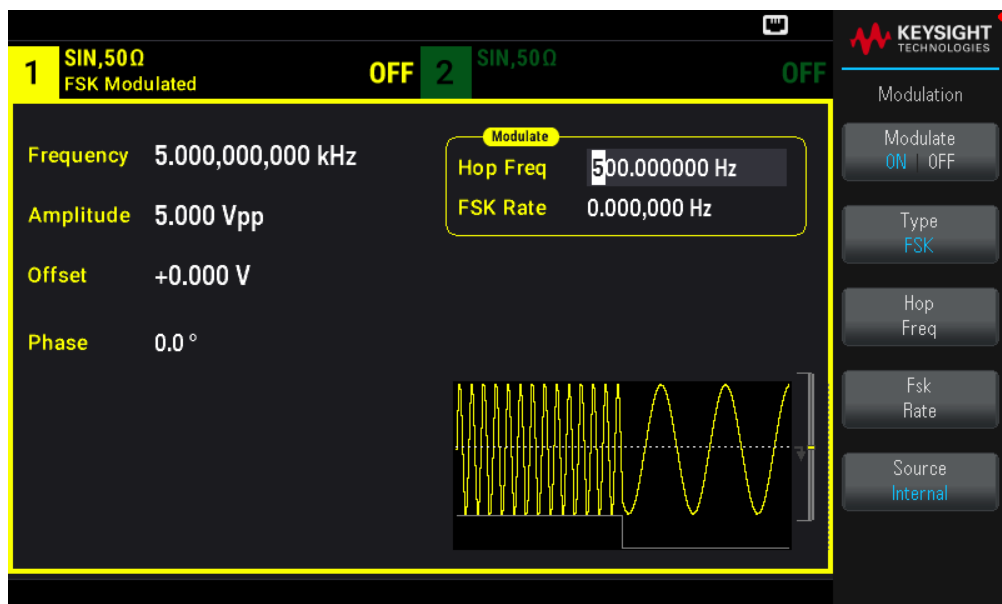 KEYSIGHT
TECHNOLOGIES
1
SIN,50Ω
FSK Modulated
OFF
2
SIN,50Ω
OFF
Modulation
Frequency 5.000,000,000 kHz
Amplitude 5.000 Vpp
Offset +0.000 V
Phase 0.0 °
Modulate
Hop Freq 500.000000 Hz
FSK Rate 0.000,000 Hz
Modulate
ON | OFF
Type
FSK
Hop
Freq
Fsk
Rate
Source
Internal